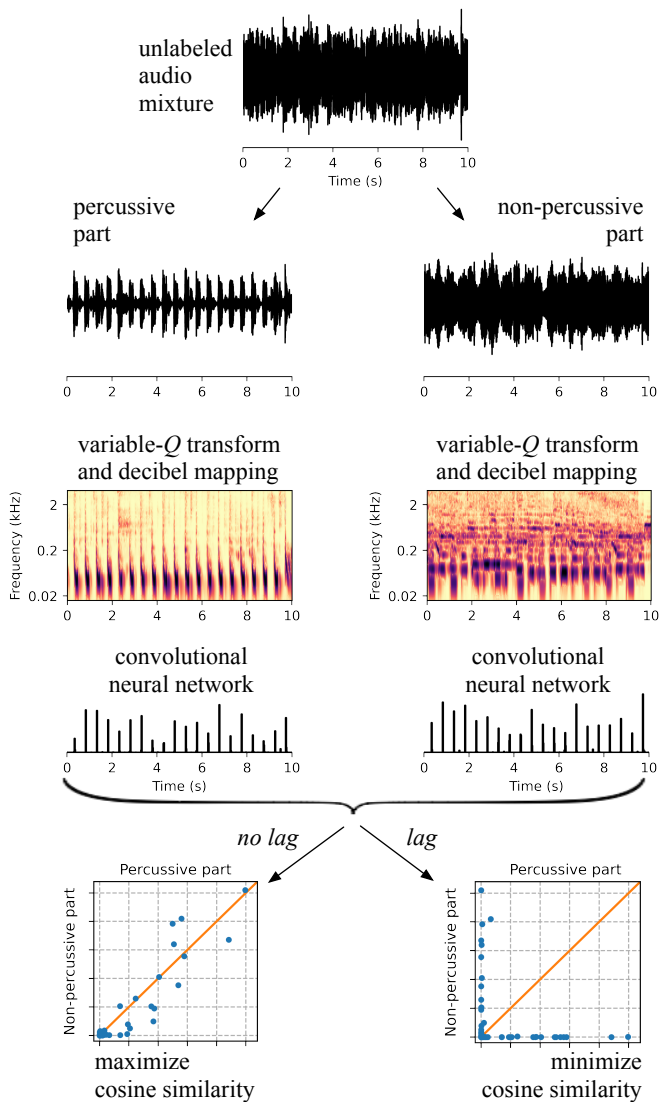 unlabeled
audio
mixture
0 2 4 6 8 10
Time (s)
percussive
part
non-percussive
part
0 2 4 6 8 10
0 2 4 6 8 10
variable-Q transform
and decibel mapping
variable-Q transform
and decibel mapping
Frequency (kHz)
2
0.2
0.02
0 2 4 6 8 10
Frequency (kHz)
2
0.2
0.02
0 2 4 6 8 10
convolutional
neural network
convolutional
neural network
0 2 4 6 8 10
Time (s)
0 2 4 6 8 10
Time (s)
no lag
lag
Percussive part
Non-percussive part
Percussive part
Non-percussive part
maximize
cosine similarity
minimize
cosine similarity